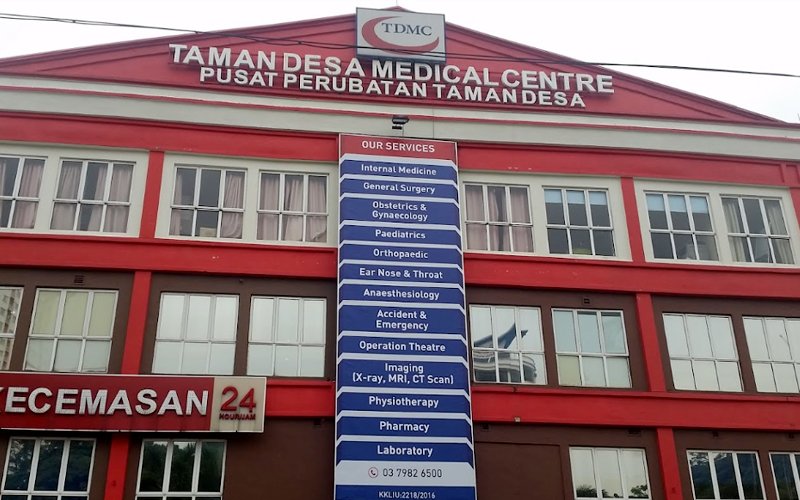 TDMC
TAMAN DESA MEDICAL CENTRE
PUSAT PERUBATAN TAMAN DESA
OUR SERVICES
Internal Medicine
General Surgery
Obstetrics &
Gynaecology
Paediatrics
Orthopaedic
Ear Nose & Throat
Anaesthesiology
Accident &
Emergency
Operation Theatre
Imaging
(X-ray, MRI, CT Scan)
Physiotherapy
Pharmacy
Laboratory
03 7982 6500
KKLIU:2218/2016
KECEMASAN 24
HOUR/JAM